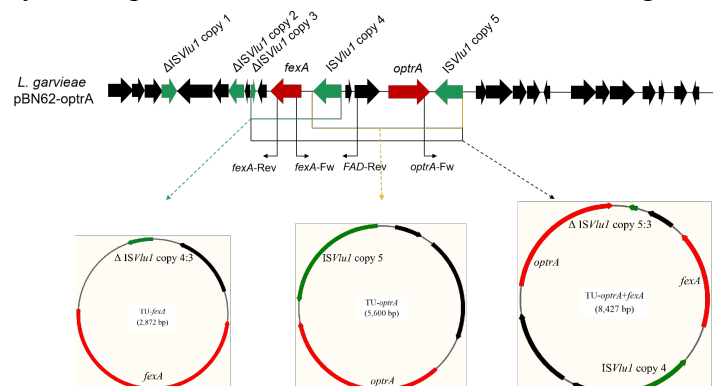 y
ΔISVlu1 copy 1
ΔISVlu1 copy 2
ΔISVlu1 copy 3
fexA
ISVlu1 copy 4
optrA
ISVlu1 copy 5
L. garvieae
pBN62-optrA
fexA-Rev
fexA-Fw
FAD-Rev
optrA-Fw
Δ ISVlu1 copy 4:3
TU-fexA
(2,872 bp)
fexA
ISVlu1 copy 5
TU-optrA
(5,600 bp)
optrA
Δ ISVlu1 copy 5:3
optrA
fexA
TU-optrA+fexA
(8,427 bp)
ISVlu1 copy 4